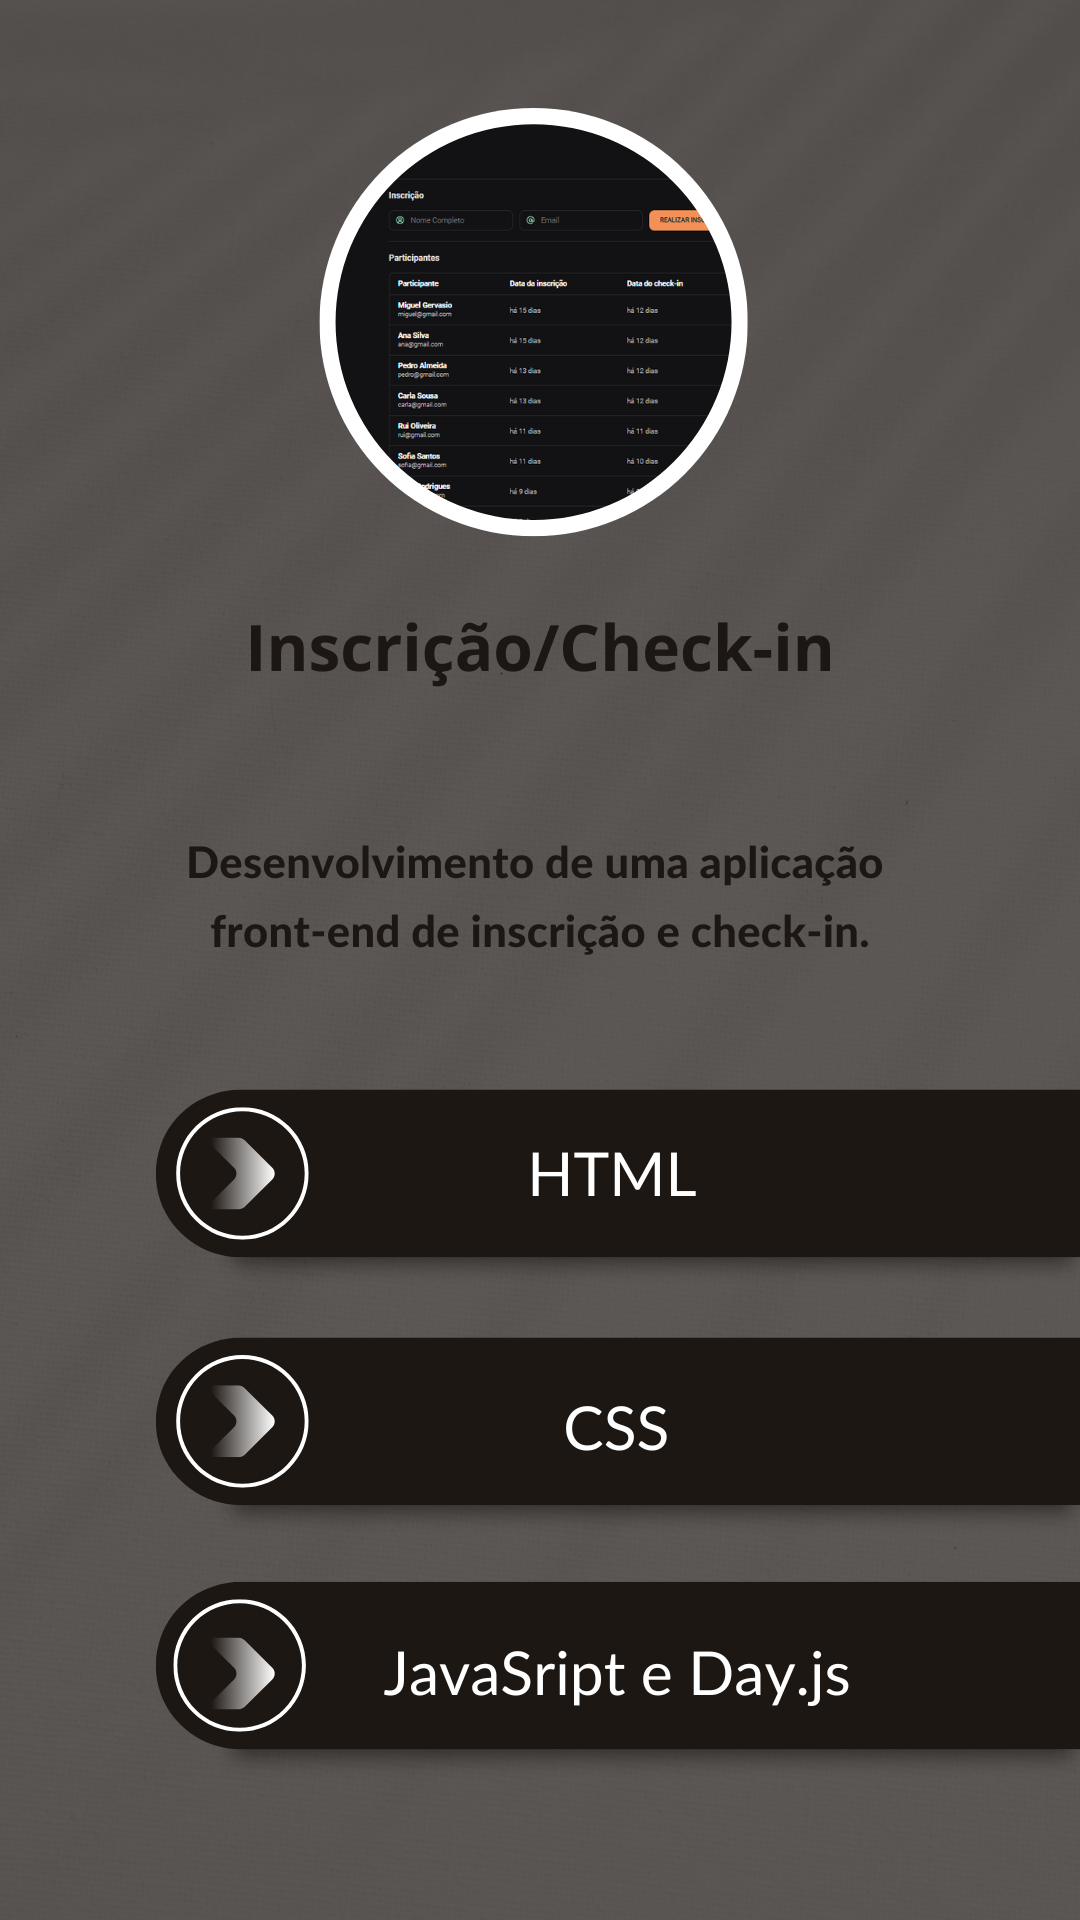 Inscrição
Nome Completo Email REALIZAR
Participantes
Participante Data da inscrição Data do check-in
Miguel Gervasio
miguel@gmail.com há 15 dias há 12 dias
Ana Silva
ana@gmail.com há 15 dias há 12 dias
Pedro Almeida
pedro@gmail.com há 13 dias há 12 dias
Carla Sousa
carla@gmail.com há 13 dias há 12 dias
Rui Oliveira
rui@gmail.com há 11 dias há 11 dias
Sofia Santos
sofia@gmail.com há 11 dias há 10 dias
há 9 dias há
Inscrição/Check-in
Desenvolvimento de uma aplicação
front-end de inscrição e check-in.
HTML
CSS
JavaSript e Day.js